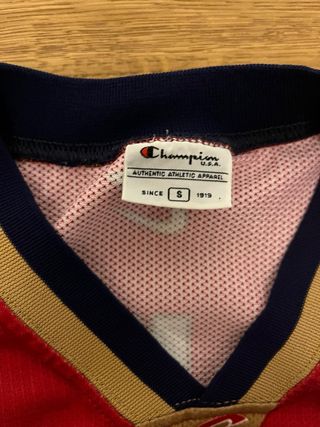 Champion
U.S.A.
AUTHENTIC ATHLETIC APPAREL
SINCE S 1919